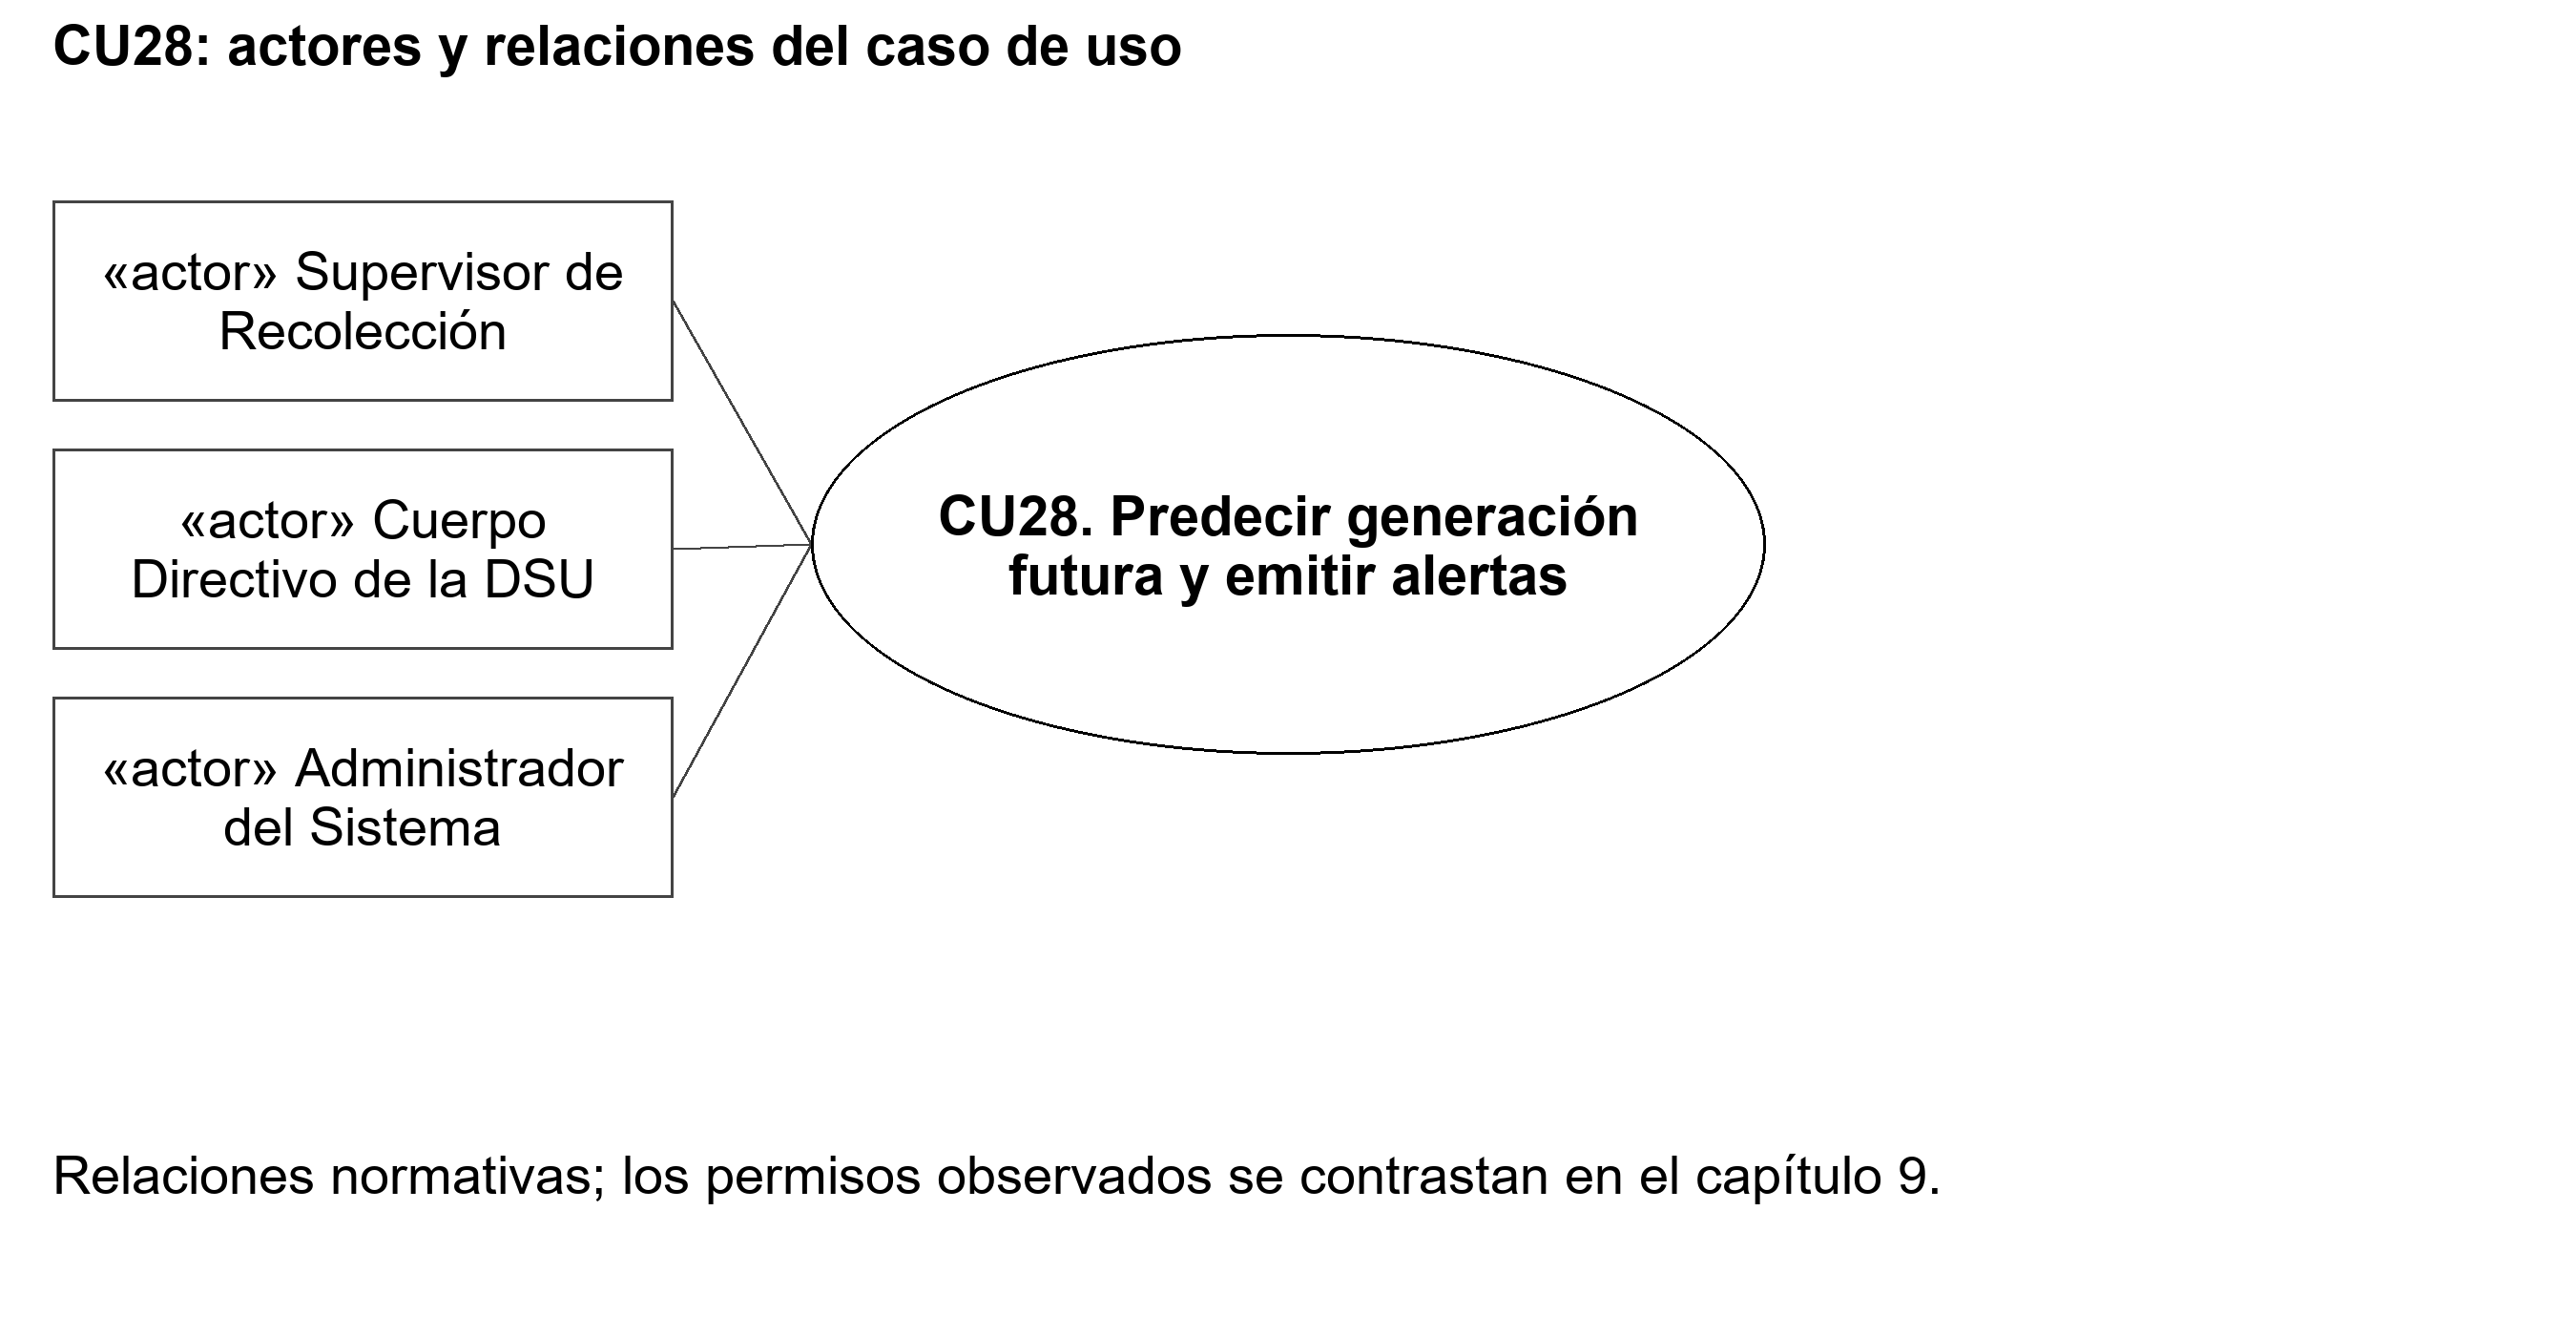 CU28: actores y relaciones del caso de uso
«actor» Supervisor de
Recolección
«actor» Cuerpo
Directivo de la DSU
«actor» Administrador
del Sistema
CU28. Predecir generación
futura y emitir alertas
Relaciones normativas; los permisos observados se contrastan en el capítulo 9.